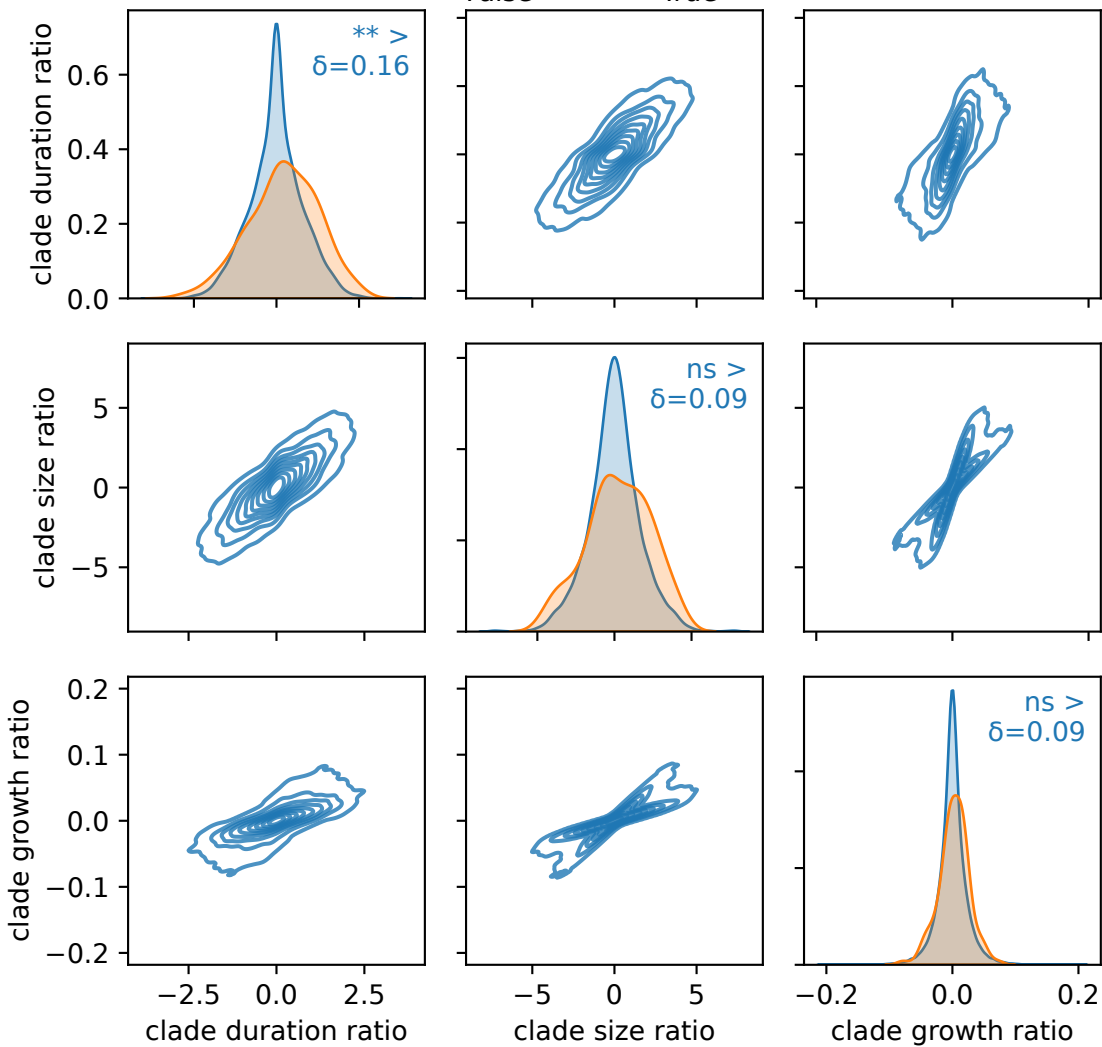 clade duration ratio
0.6
0.4
0.2
0.0
** >
δ=0.16
clade size ratio
5
0
−5
ns >
δ=0.09
clade growth ratio
0.2
0.1
0.0
−0.1
−0.2
ns >
δ=0.09
−2.5 0.0 2.5
−5 0 5
−0.2 0.0 0.2
clade duration ratio
clade size ratio
clade growth ratio